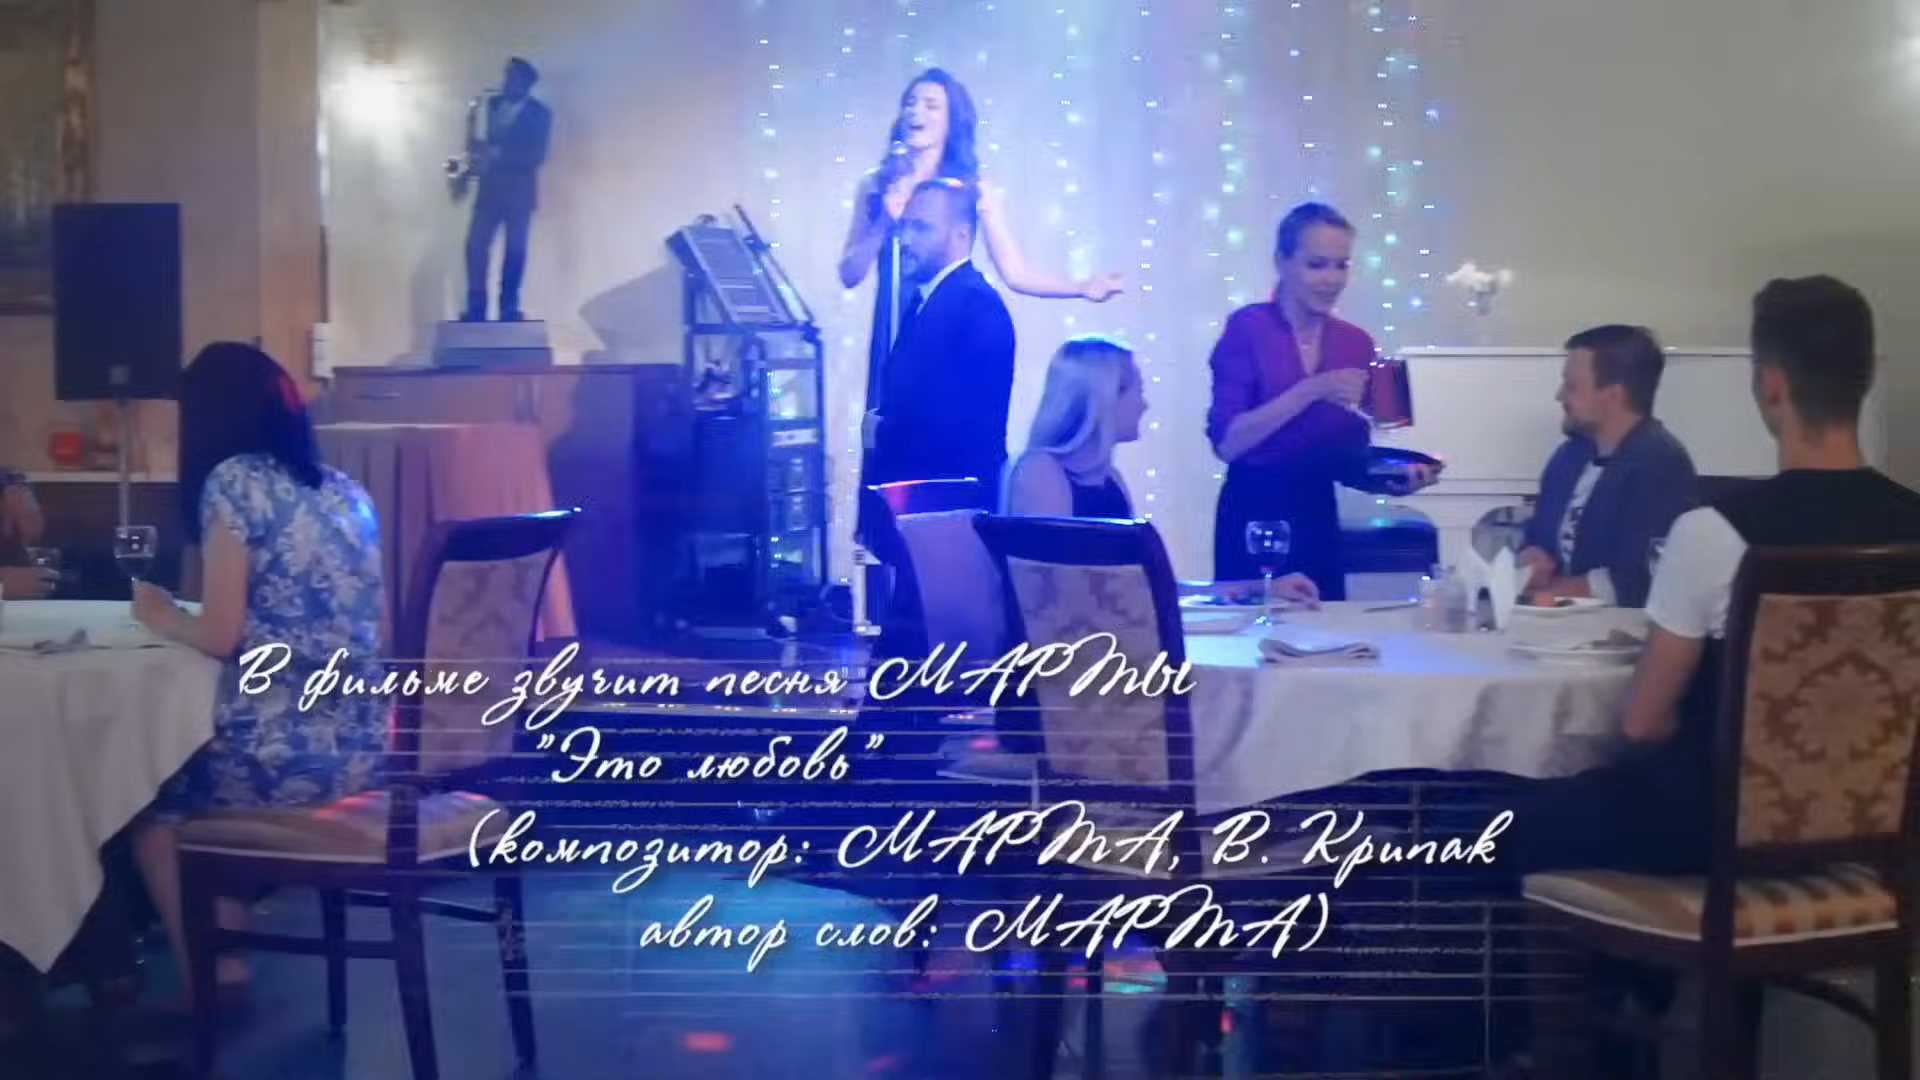 В фильме звучит песня МАРТЫ
"Это любовь"
(композитор: МАРТА, В. Крипак
автор слов: МАРТА)